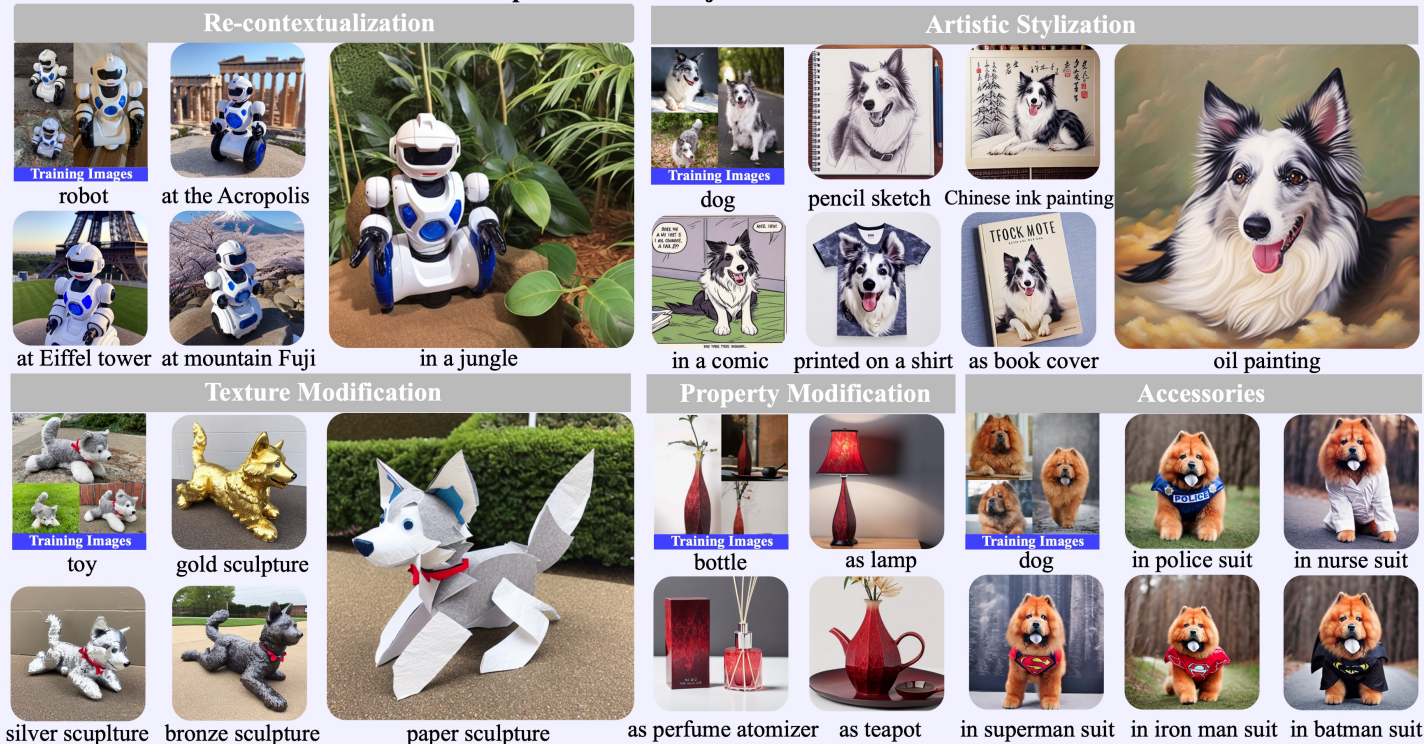 Re-contextualization
Training Images
robot
at the Acropolis
at Eiffel tower
at mountain Fuji
in a jungle
Artistic Stylization
Training Images
dog
pencil sketch
Chinese ink painting
in a comic
TFOCK MOTE
printed on a shirt
as book cover
oil painting
Texture Modification
Training Images
toy
gold sculpture
silver scuplture
bronze sculpture
paper sculpture
Property Modification
Training Images
bottle
as lamp
as perfume atomizer
as teapot
Accessories
Training Images
dog
POLICE
in police suit
in nurse suit
in superman suit
in iron man suit
in batman suit